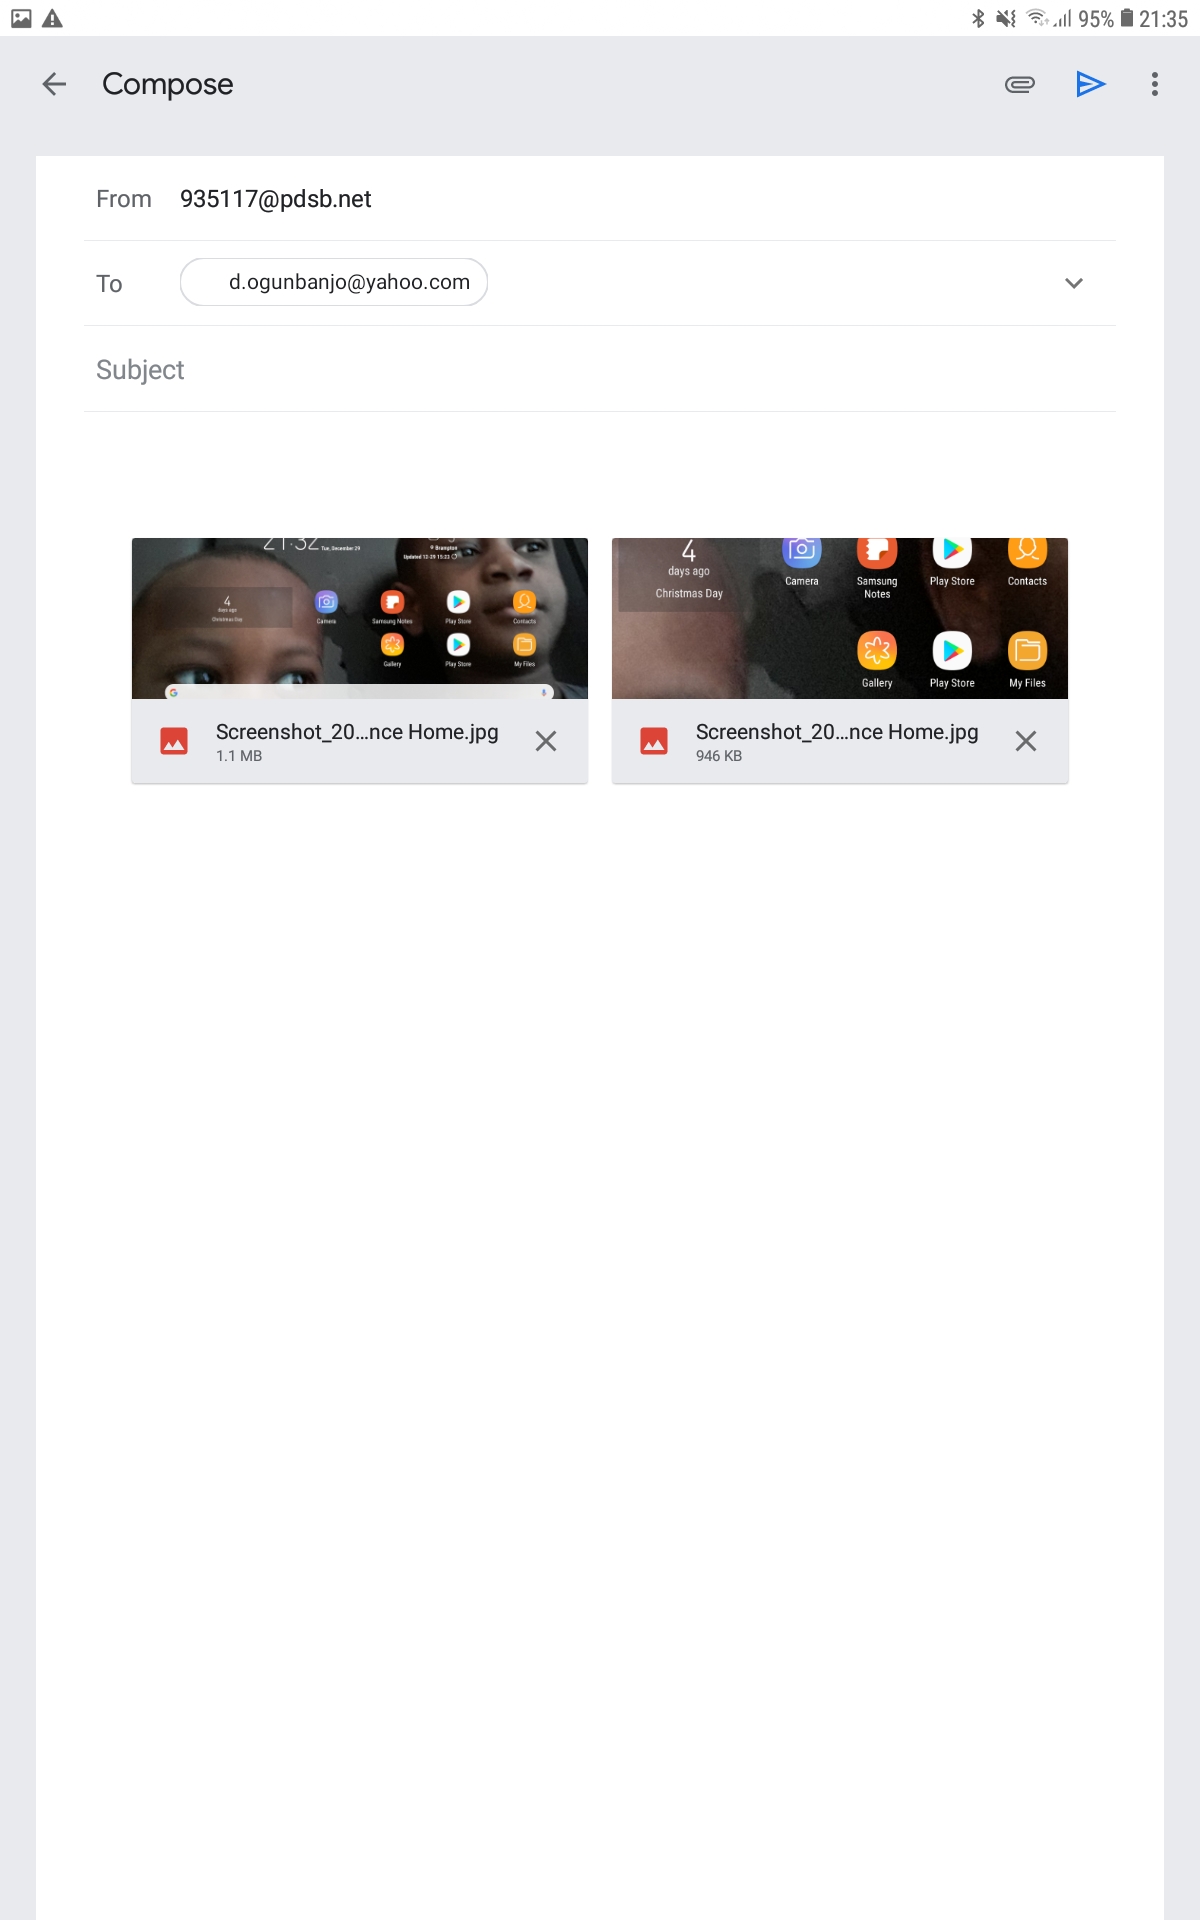 95% 21:35
Compose
From 935117@pdsb.net
To d.ogunbanjo@yahoo.com
Subject
21:32 Tue, December 29
Brampton
Updated 12-29 15:33
4
days ago
Christmas Day
Camera Samsung Notes Play Store Contacts
Gallery Play Store My Files
Screenshot_20...nce Home.jpg
1.1 MB
4
days ago
Christmas Day
Camera Samsung Play Store Contacts
Notes
Gallery Play Store My Files
Screenshot_20...nce Home.jpg
946 KB